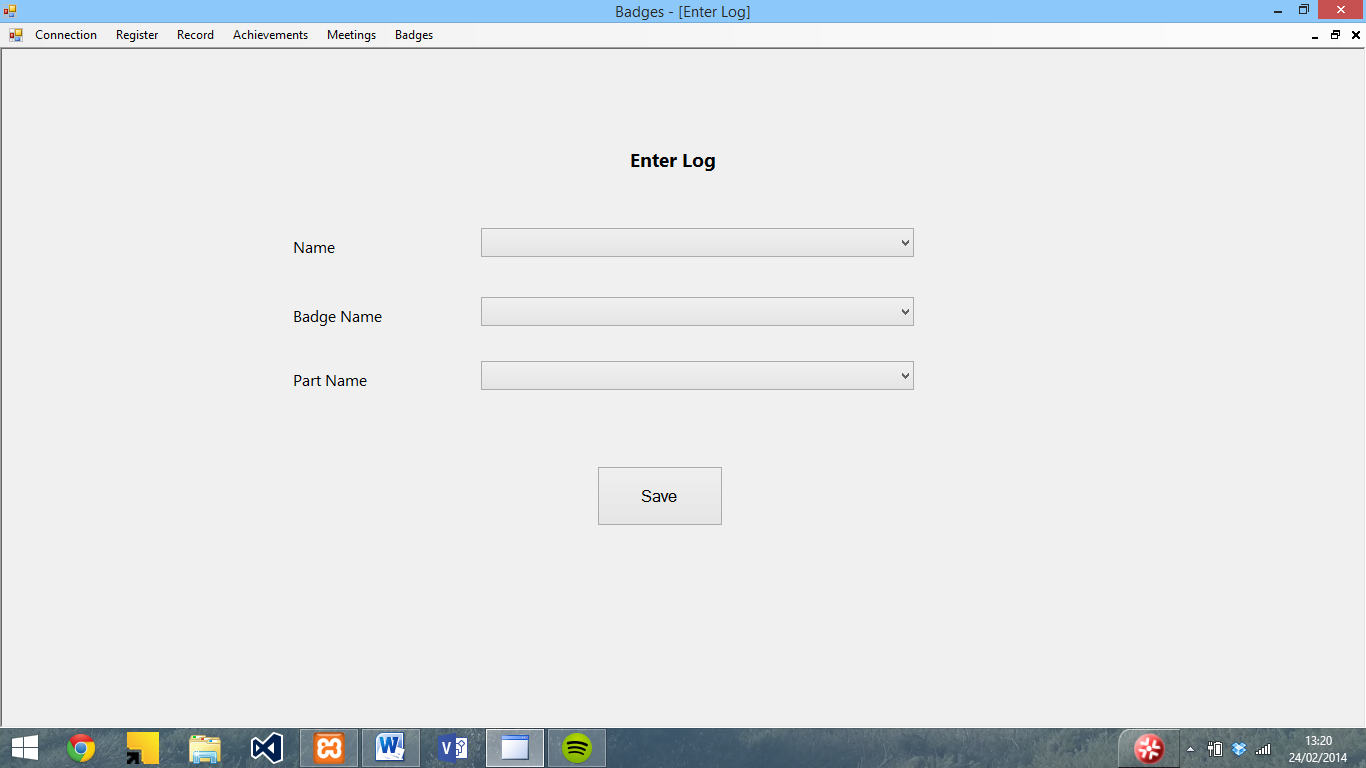 Badges - [Enter Log]
Connection Register Record Achievements Meetings Badges
Enter Log
Name
Badge Name
Part Name
Save
13:20
24/02/2014